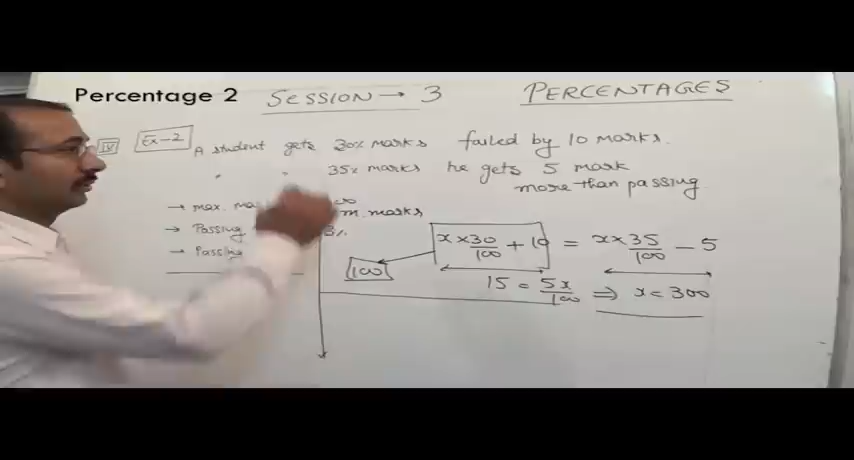 Percentage 2
SESSION → 3
PERCENTAGES
IV Ex-2 A student gets 30% marks failed by 10 marks.
" " 35% marks he gets 5 mark
more than passing
→ max. marks
→ Passing
→ Passing
100
x × 30/100 + 10 = x × 35/100 - 5
15 = 5x/100 ⇒ x = 300